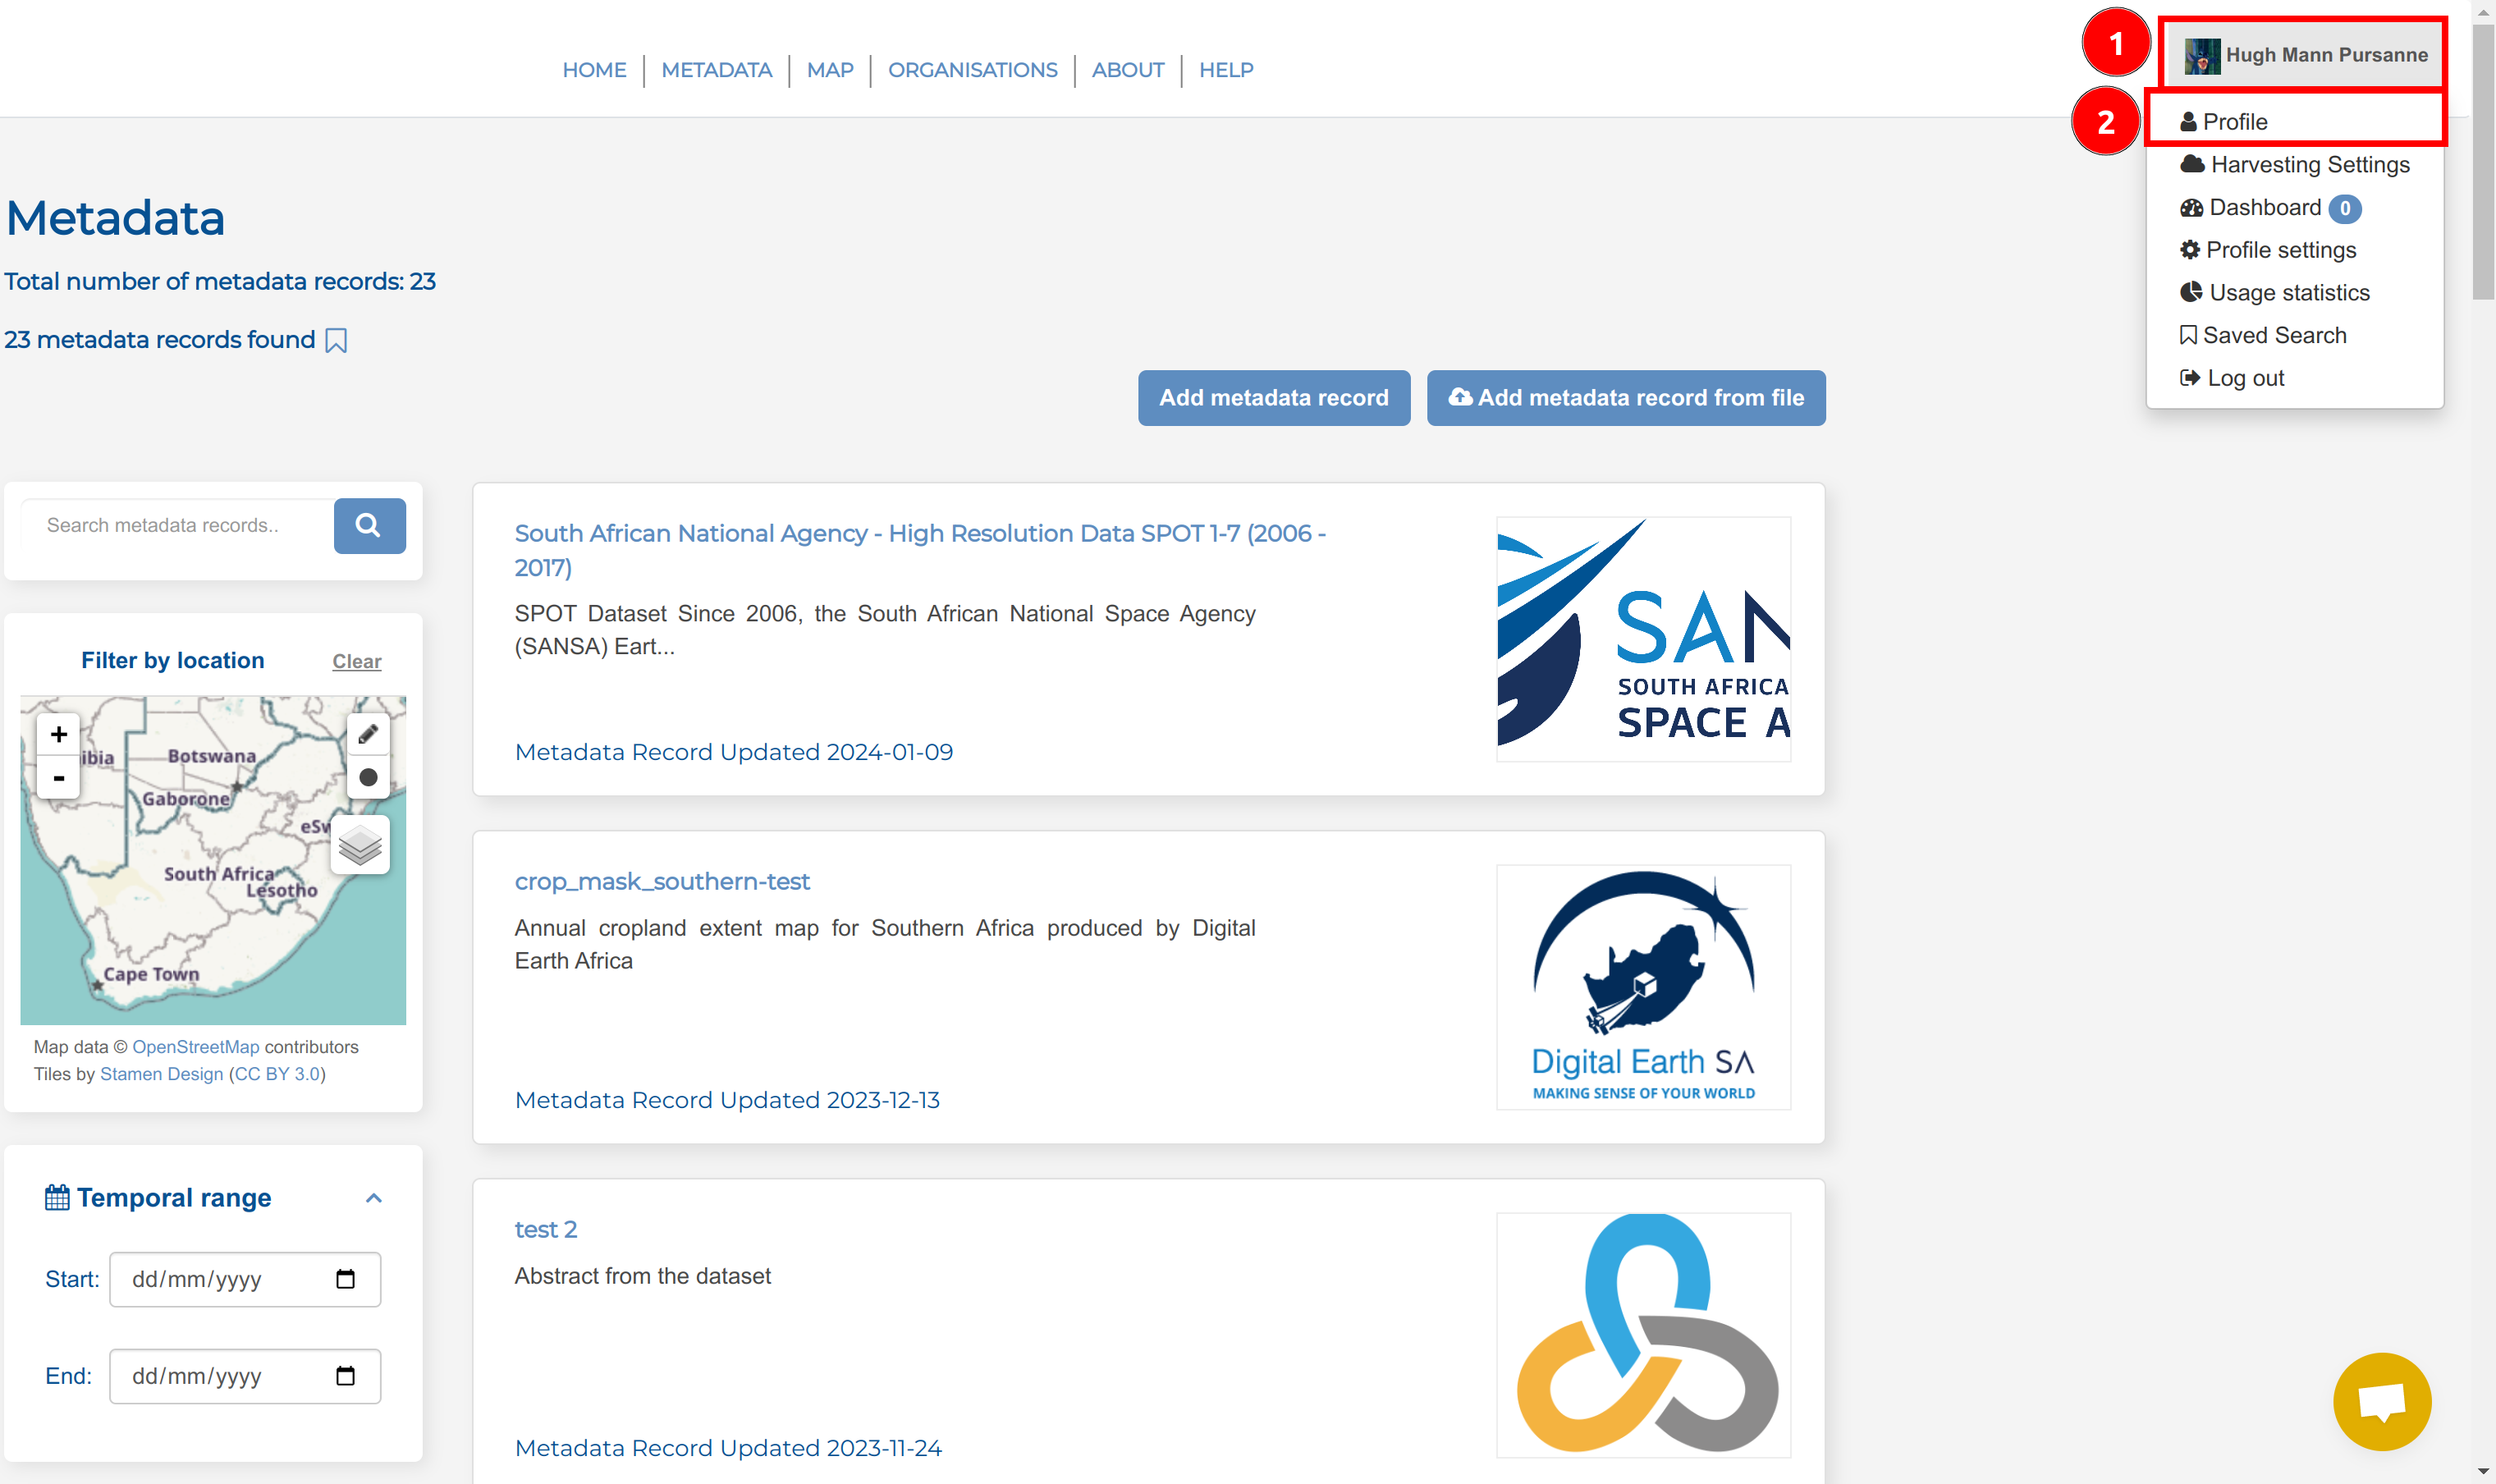 HOME
METADATA
MAP
ORGANISATIONS
ABOUT
HELP
1
Hugh Mann Pursanne
2
Profile
Harvesting Settings
Dashboard 0
Profile settings
Usage statistics
Saved Search
Log out
Metadata
Total number of metadata records: 23
23 metadata records found
Add metadata record
Add metadata record from file
Search metadata records..
Filter by location
Clear
+
-
ibia
Botswana
Gaborone
eSw
South Africa
Lesotho
Cape Town
Map data © OpenStreetMap contributors
Tiles by Stamen Design (CC BY 3.0)
Temporal range
Start: dd/mm/yyyy
End: dd/mm/yyyy
South African National Agency - High Resolution Data SPOT 1-7 (2006 -
2017)
SPOT Dataset Since 2006, the South African National Space Agency
(SANSA) Eart...
Metadata Record Updated 2024-01-09
SAN
SOUTH AFRICA
SPACE A
crop_mask_southern-test
Annual cropland extent map for Southern Africa produced by Digital
Earth Africa
Metadata Record Updated 2023-12-13
Digital Earth SA
MAKING SENSE OF YOUR WORLD
test 2
Abstract from the dataset
Metadata Record Updated 2023-11-24